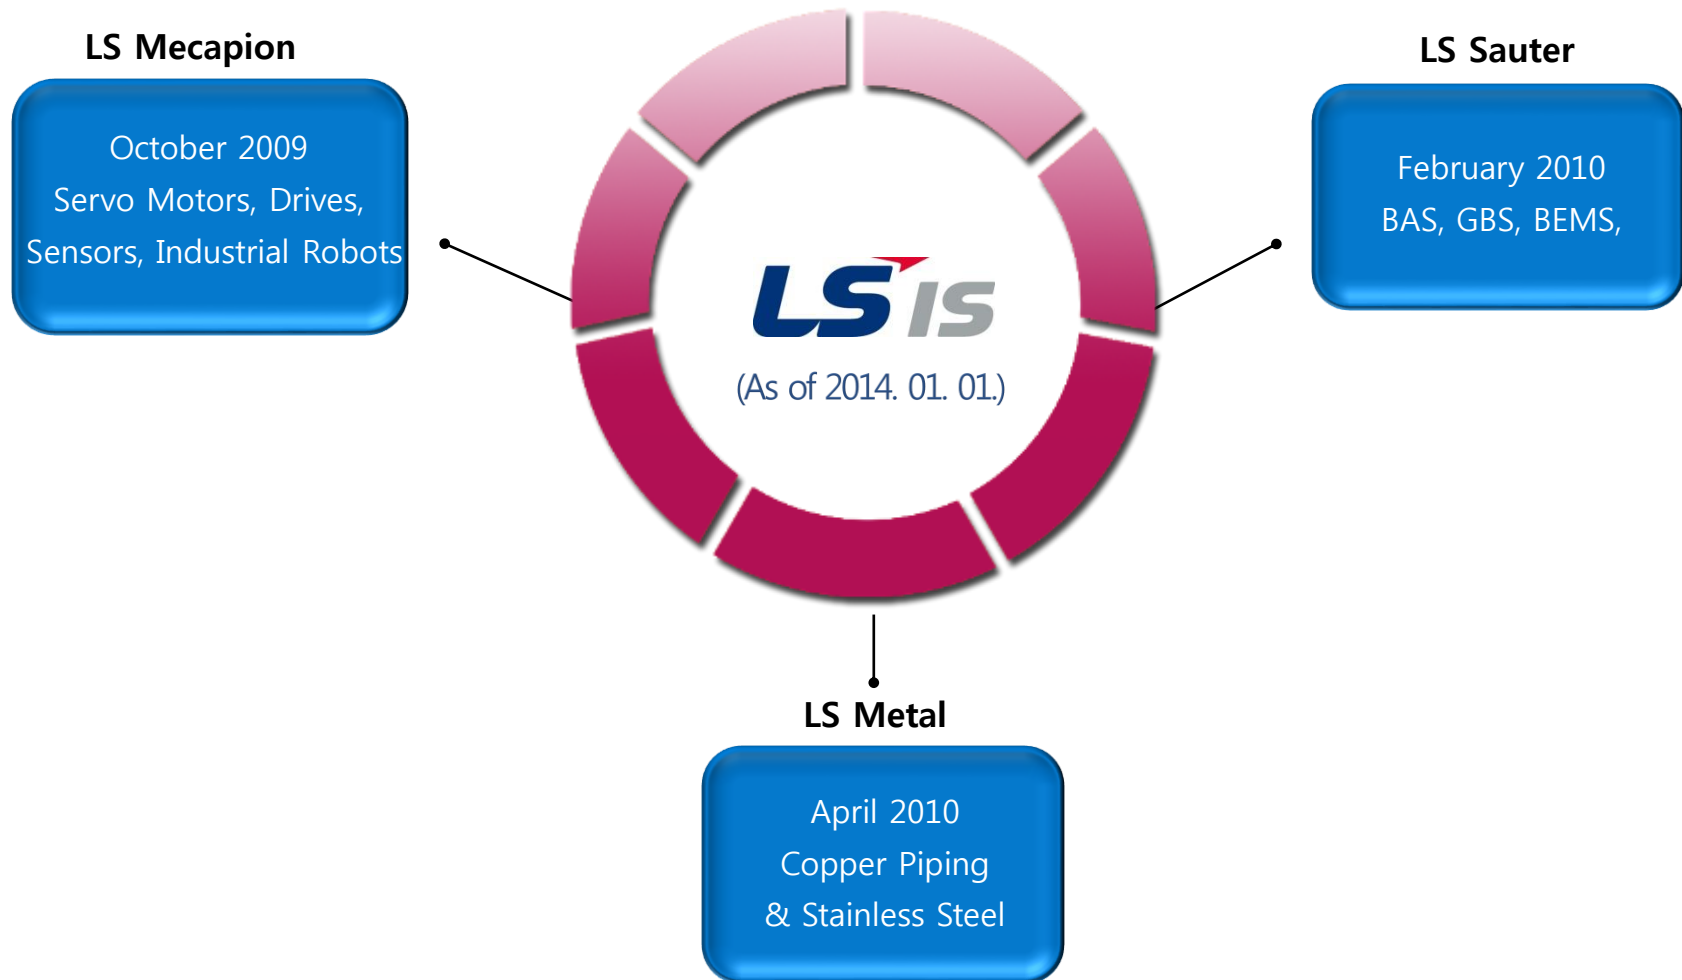 LS Mecapion
October 2009
Servo Motors, Drives,
Sensors, Industrial Robots
LS Sauter
February 2010
BAS, GBS, BEMS,
LS IS
(As of 2014. 01. 01.)
LS Metal
April 2010
Copper Piping
& Stainless Steel